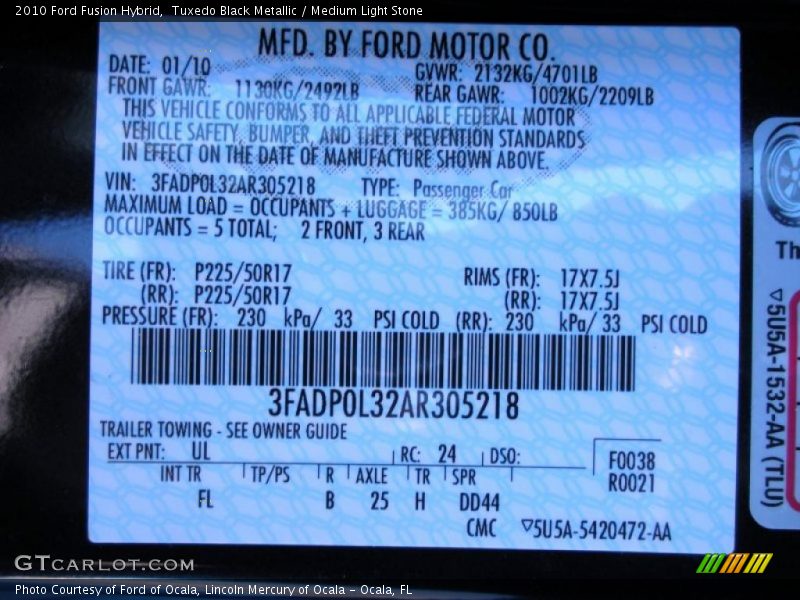 2010 Ford Fusion Hybrid, Tuxedo Black Metallic / Medium Light Stone
MFD. BY FORD MOTOR CO.
DATE: 01/10 GVWR: 2132KG/4701LB
FRONT GAWR: 1130KG/2492LB REAR GAWR: 1002KG/2209LB
THIS VEHICLE CONFORMS TO ALL APPLICABLE FEDERAL MOTOR
VEHICLE SAFETY, BUMPER, AND THEFT PREVENTION STANDARDS
IN EFFECT ON THE DATE OF MANUFACTURE SHOWN ABOVE.
VIN: 3FADP0L32AR305218 TYPE: Passenger Car
MAXIMUM LOAD = OCCUPANTS + LUGGAGE = 385KG/ 850LB
OCCUPANTS = 5 TOTAL; 2 FRONT, 3 REAR
TIRE (FR): P225/50R17 RIMS (FR): 17X7.5J
(RR): P225/50R17 (RR): 17X7.5J
PRESSURE (FR): 230 kPa/ 33 PSI COLD (RR): 230 kPa/ 33 PSI COLD
3FADP0L32AR305218
TRAILER TOWING - SEE OWNER GUIDE
EXT PNT: UL RC: 24 DSO: F0038
INT TR TP/PS R AXLE TR SPR R0021
FL B 25 H DD44
CMC ▽5U5A-5420472-AA
Th
▽5U5A-1532-AA (TLU)
GTCARLOT.COM
Photo Courtesy of Ford of Ocala, Lincoln Mercury of Ocala – Ocala, FL